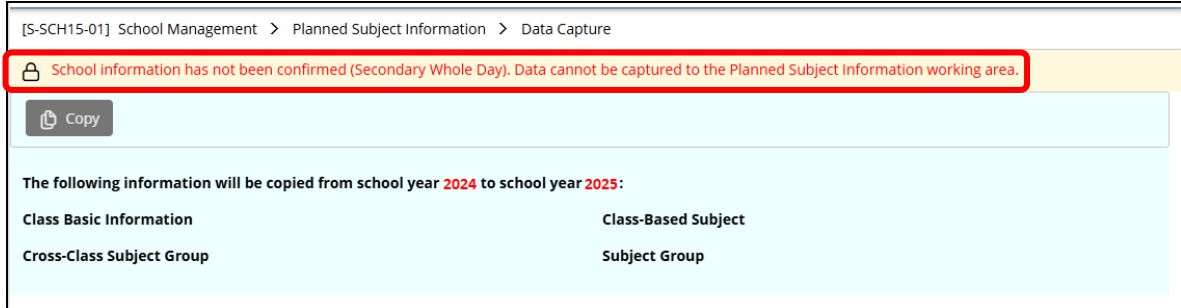 [S-SCH15-01] School Management > Planned Subject Information > Data Capture
School information has not been confirmed (Secondary Whole Day). Data cannot be captured to the Planned Subject Information working area.
Copy
The following information will be copied from school year 2024 to school year 2025:
Class Basic Information Class-Based Subject
Cross-Class Subject Group Subject Group